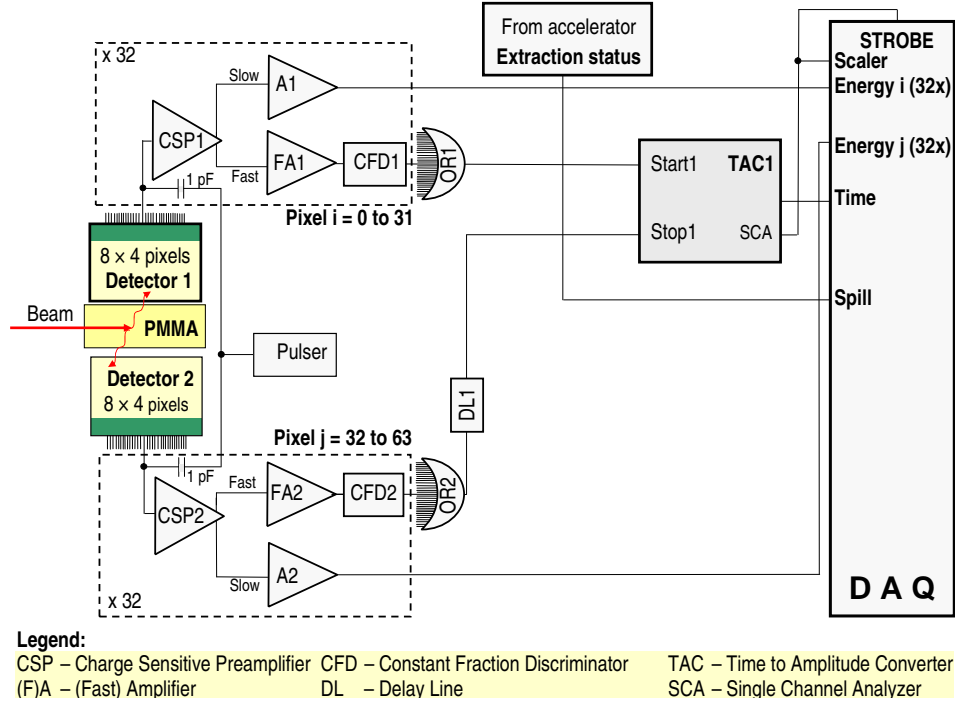 x 32
Slow
A1
CSP1
Fast
FA1
CFD1
OR1
1 pF
Pixel i = 0 to 31
From accelerator
Extraction status
STROBE
Scaler
Energy i (32x)
Energy j (32x)
Time
Spill
D A Q
Start1 TAC1
Stop1 SCA
8 × 4 pixels
Detector 1
Beam
PMMA
Detector 2
8 × 4 pixels
Pulser
DL1
Pixel j = 32 to 63
1 pF
CSP2
Fast
FA2
CFD2
OR2
Slow
A2
x 32
Legend:
CSP – Charge Sensitive Preamplifier CFD – Constant Fraction Discriminator TAC – Time to Amplitude Converter
(F)A – (Fast) Amplifier DL – Delay Line SCA – Single Channel Analyzer